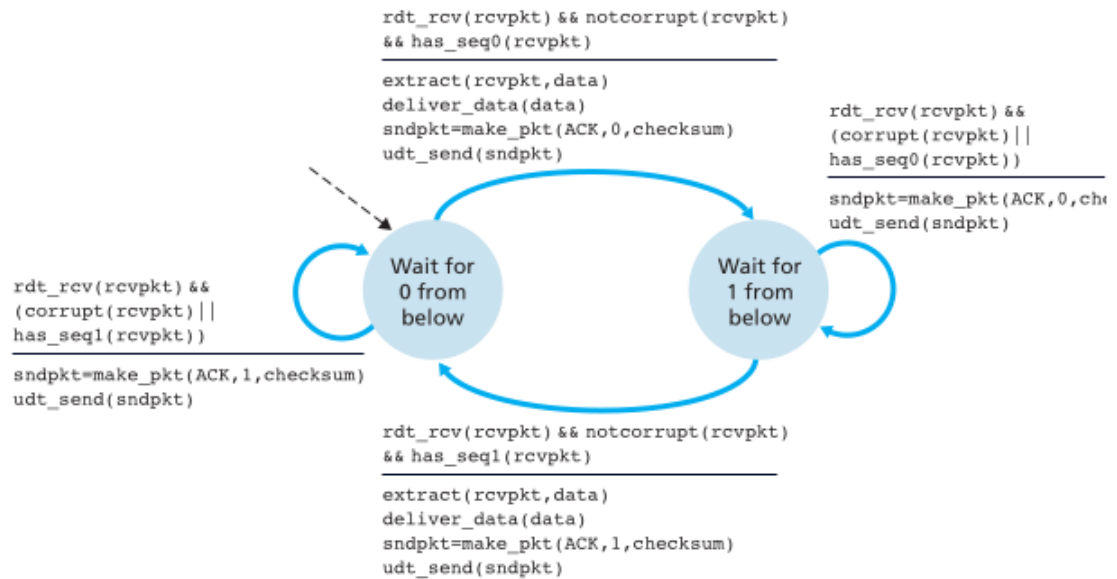 rdt_rcv(rcvpkt) && notcorrupt(rcvpkt)
&& has_seq0(rcvpkt)
extract(rcvpkt,data)
deliver_data(data)
sndpkt=make_pkt(ACK,0,checksum)
udt_send(sndpkt)
rdt_rcv(rcvpkt) &&
(corrupt(rcvpkt)||
has_seq0(rcvpkt))
sndpkt=make_pkt(ACK,0,che
udt_send(sndpkt)
Wait for
0 from
below
Wait for
1 from
below
rdt_rcv(rcvpkt) &&
(corrupt(rcvpkt)||
has_seq1(rcvpkt))
sndpkt=make_pkt(ACK,1,checksum)
udt_send(sndpkt)
rdt_rcv(rcvpkt) && notcorrupt(rcvpkt)
&& has_seq1(rcvpkt)
extract(rcvpkt,data)
deliver_data(data)
sndpkt=make_pkt(ACK,1,checksum)
udt_send(sndpkt)